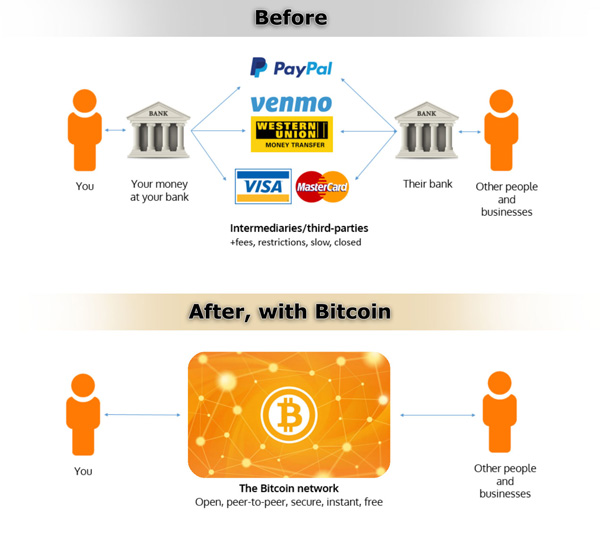 Before
PayPal
venmo
BANK
WESTERN
UNION
MONEY TRANSFER
BANK
You
Your money
at your bank
VISA
MasterCard
Their bank
Other people
and
businesses
Intermediaries/third-parties
+fees, restrictions, slow, closed
After, with Bitcoin
You
The Bitcoin network
Open, peer-to-peer, secure, instant, free
Other people
and
businesses